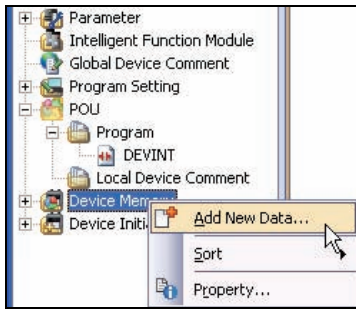 Parameter
Intelligent Function Module
Global Device Comment
Program Setting
POU
Program
DEVINT
Local Device Comment
Device Memory
Add New Data...
Device Initi
Sort
Property...